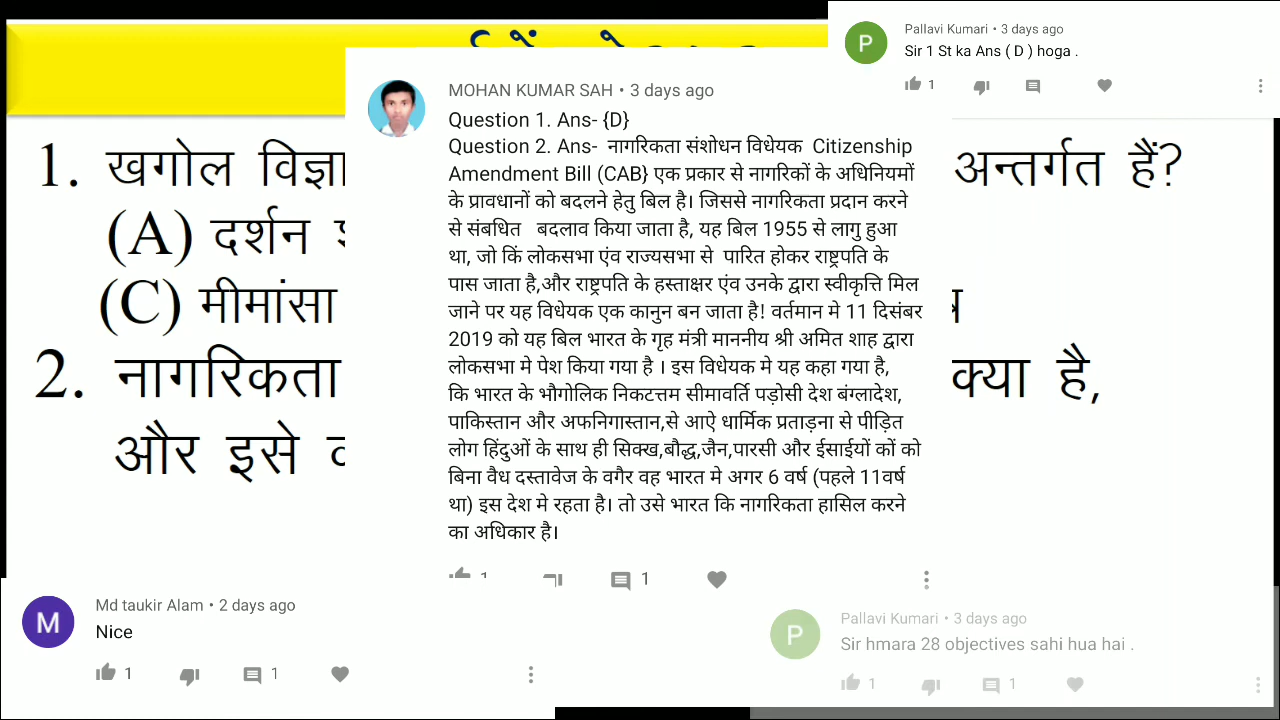 Pallavi Kumari • 3 days ago
Sir 1 St ka Ans ( D ) hoga .
1
MOHAN KUMAR SAH • 3 days ago
Question 1. Ans- {D}
Question 2. Ans- नागरिकता संशोधन विधेयक Citizenship
Amendment Bill (CAB} एक प्रकार से नागरिकों के अधिनियमों
के प्रावधानों को बदलने हेतु बिल है। जिससे नागरिकता प्रदान करने
से संबधित बदलाव किया जाता है, यह बिल 1955 से लागु हुआ
था, जो किं लोकसभा एंव राज्यसभा से पारित होकर राष्ट्रपति के
पास जाता है,और राष्ट्रपति के हस्ताक्षर एंव उनके द्वारा स्वीकृत्ति मिल
जाने पर यह विधेयक एक कानुन बन जाता है! वर्तमान मे 11 दिसंबर
2019 को यह बिल भारत के गृह मंत्री माननीय श्री अमित शाह द्वारा
लोकसभा मे पेश किया गया है । इस विधेयक मे यह कहा गया है,
कि भारत के भौगोलिक निकटत्तम सीमावर्ति पड़ोसी देश बंग्लादेश,
पाकिस्तान और अफनिगास्तान,से आऐ धार्मिक प्रताड़ना से पीड़ित
लोग हिंदुओं के साथ ही सिक्ख,बौद्ध,जैन,पारसी और ईसाईयों कों को
बिना वैध दस्तावेज के वगैर वह भारत मे अगर 6 वर्ष (पहले 11वर्ष
था) इस देश मे रहता है। तो उसे भारत कि नागरिकता हासिल करने
का अधिकार है।
1 1
1. खगोल अन्तर्गत हैं?
(A) दर्शन
(C) मीमांसा
2. नागरिकता क्या है,
और इसे
M
Md taukir Alam • 2 days ago
Nice
1 1
P
Pallavi Kumari • 3 days ago
Sir hmara 28 objectives sahi hua hai .
1 1
P